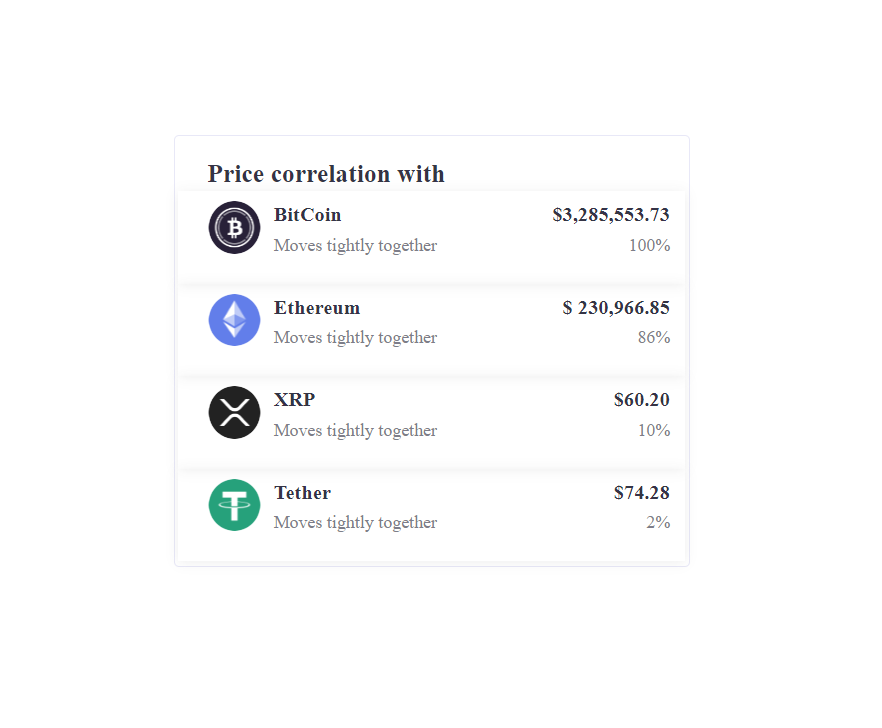 Price correlation with
BitCoin $3,285,553.73
Moves tightly together 100%
Ethereum $ 230,966.85
Moves tightly together 86%
XRP $60.20
Moves tightly together 10%
Tether $74.28
Moves tightly together 2%